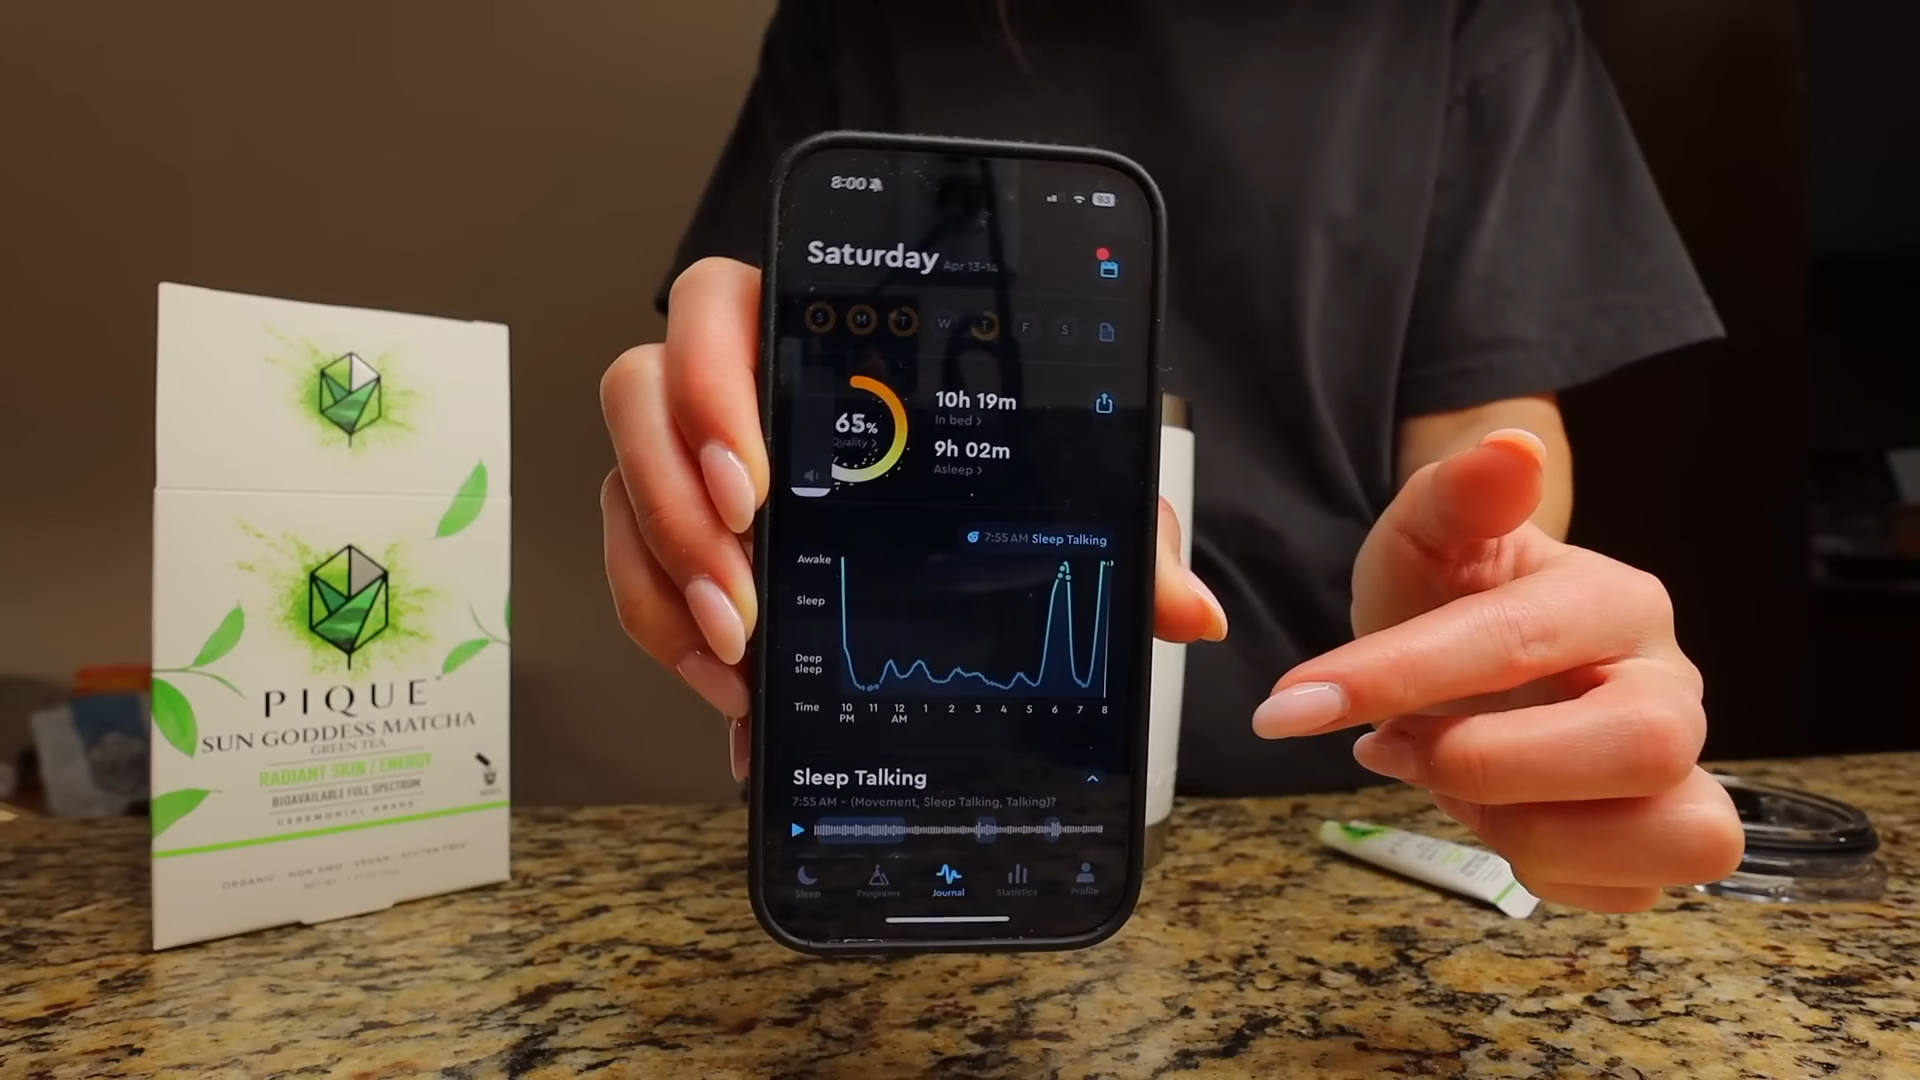 PIQUE
SUN GODDESS MATCHA
GREEN TEA
RADIANT SKIN / ENERGY
BIOAVAILABLE FULL SPECTRUM
CEREMONIAL GRADE
ORGANIC NON GMO VEGAN GLUTEN FREE
8:00
93
Saturday Apr 13-14
S M T W T F S
65%
Quality >
10h 19m
In bed >
9h 02m
Asleep >
7:55 AM Sleep Talking
Awake
Sleep
Deep sleep
Time 10 PM 11 12 AM 1 2 3 4 5 6 7 8
Sleep Talking
7:55 AM - (Movement, Sleep Talking, Talking)?
Sleep Programs Journal Statistics Profile